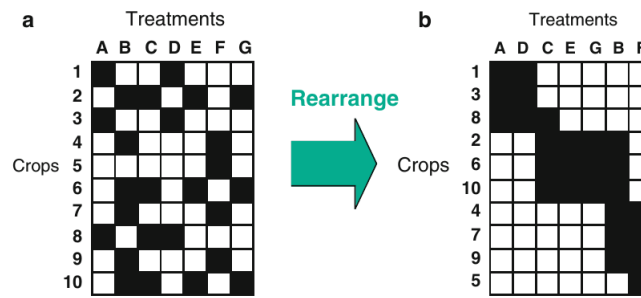 a
Treatments
A B C D E F G
1
2
3
4
Crops 5
6
7
8
9
10
Rearrange
b
Treatments
A D C E G B F
1
3
8
2
Crops 6
10
4
7
9
5